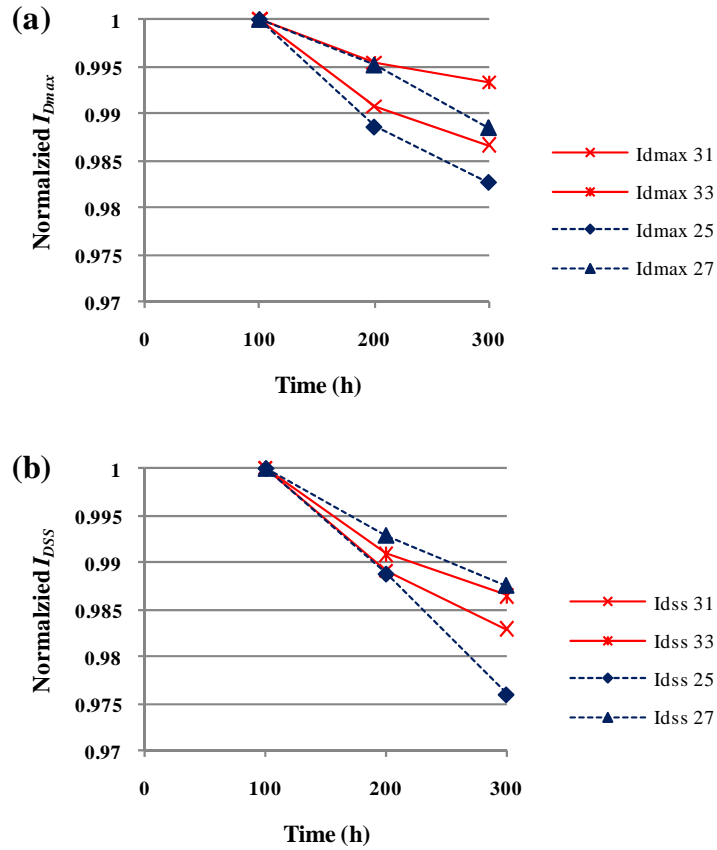 (a)
Normalzied I_Dmax
1
0.995
0.99
0.985
0.98
0.975
0.97
0
100
200
300
Time (h)
Idmax 31
Idmax 33
Idmax 25
Idmax 27
(b)
Normalzied I_DSS
1
0.995
0.99
0.985
0.98
0.975
0.97
0
100
200
300
Time (h)
Idss 31
Idss 33
Idss 25
Idss 27